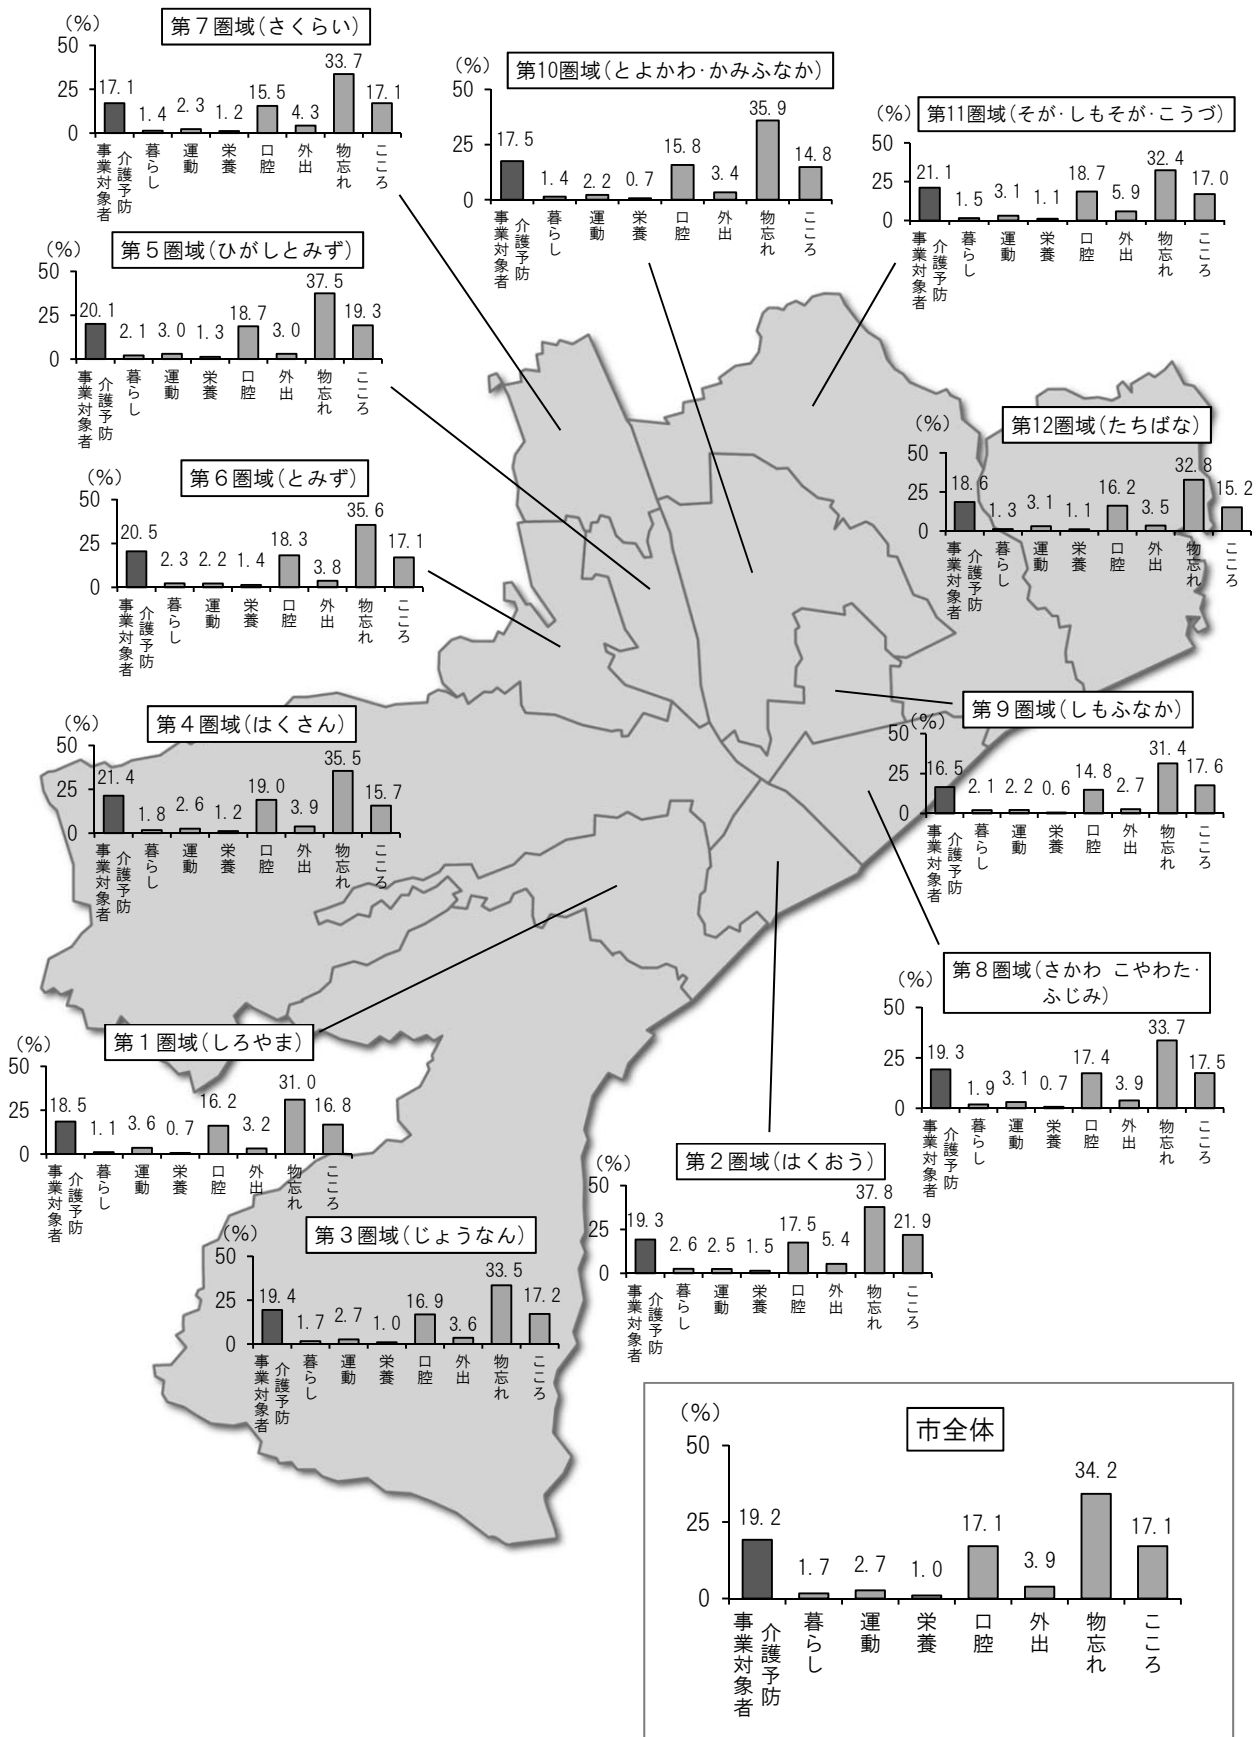 第７圏域(さくらい)
(%)
50
25
0
17.1 1.4 2.3 1.2 15.5 4.3 33.7 17.1
介護予防事業対象者 暮らし 運動 栄養 口腔 外出 物忘れ こころ
第10圏域(とよかわ･かみふなか)
(%)
50
25
0
17.5 1.4 2.2 0.7 15.8 3.4 35.9 14.8
介護予防事業対象者 暮らし 運動 栄養 口腔 外出 物忘れ こころ
第11圏域(そが･しもそが･こうづ)
(%)
50
25
0
21.1 1.5 3.1 1.1 18.7 5.9 32.4 17.0
介護予防事業対象者 暮らし 運動 栄養 口腔 外出 物忘れ こころ
第５圏域(ひがしとみず)
50
25
0
20.1 2.1 3.0 1.3 18.7 3.0 37.5 19.3
介護予防事業対象者 暮らし 運動 栄養 口腔 外出 物忘れ こころ
第12圏域(たちばな)
(%)
50
25
0
18.6 1.3 3.1 1.1 16.2 3.5 32.8 15.2
介護予防事業対象者 暮らし 運動 栄養 口腔 外出 物忘れ こころ
第６圏域(とみず)
(%)
50
25
0
20.5 2.3 2.2 1.4 18.3 3.8 35.6 17.1
介護予防事業対象者 暮らし 運動 栄養 口腔 外出 物忘れ こころ
第９圏域(しもふなか)
(%)
50
25
0
16.5 2.1 2.2 0.6 14.8 2.7 31.4 17.6
介護予防事業対象者 暮らし 運動 栄養 口腔 外出 物忘れ こころ
第４圏域(はくさん)
(%)
50
25
0
21.4 1.8 2.6 1.2 19.0 3.9 35.5 15.7
介護予防事業対象者 暮らし 運動 栄養 口腔 外出 物忘れ こころ
第８圏域(さかわ こやわた･
ふじみ)
(%)
50
25
0
19.3 1.9 3.1 0.7 17.4 3.9 33.7 17.5
介護予防事業対象者 暮らし 運動 栄養 口腔 外出 物忘れ こころ
第１圏域(しろやま)
(%)
50
25
0
18.5 1.1 3.6 0.7 16.2 3.2 31.0 16.8
介護予防事業対象者 暮らし 運動 栄養 口腔 外出 物忘れ こころ
第２圏域(はくおう)
(%)
50
25
0
19.3 2.6 2.5 1.5 17.5 5.4 37.8 21.9
介護予防事業対象者 暮らし 運動 栄養 口腔 外出 物忘れ こころ
第３圏域(じょうなん)
(%)
50
25
0
19.4 1.7 2.7 1.0 16.9 3.6 33.5 17.2
介護予防事業対象者 暮らし 運動 栄養 口腔 外出 物忘れ こころ
市全体
(%)
50
25
0
19.2 1.7 2.7 1.0 17.1 3.9 34.2 17.1
介護予防事業対象者 暮らし 運動 栄養 口腔 外出 物忘れ こころ